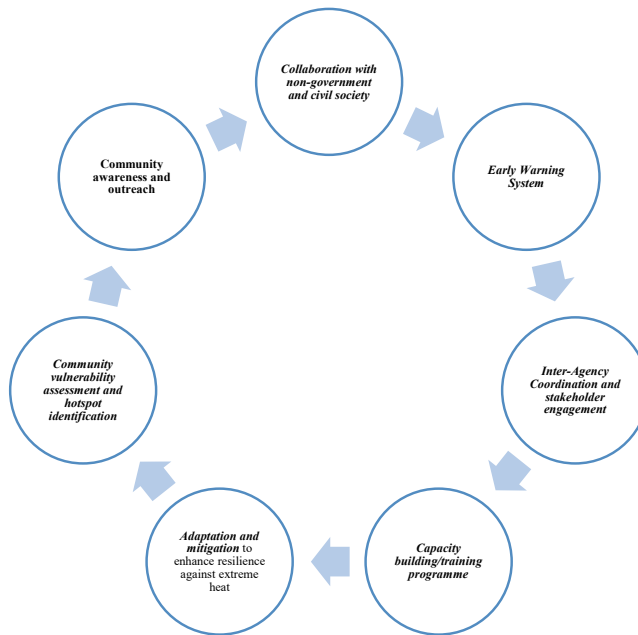 Collaboration with
non-government
and civil society
Early Warning
System
Inter-Agency
Coordination and
stakeholder
engagement
Capacity
building/training
programme
Adaptation and
mitigation to
enhance resilience
against extreme
heat
Community
vulnerability
assessment and
hotspot
identification
Community
awareness and
outreach